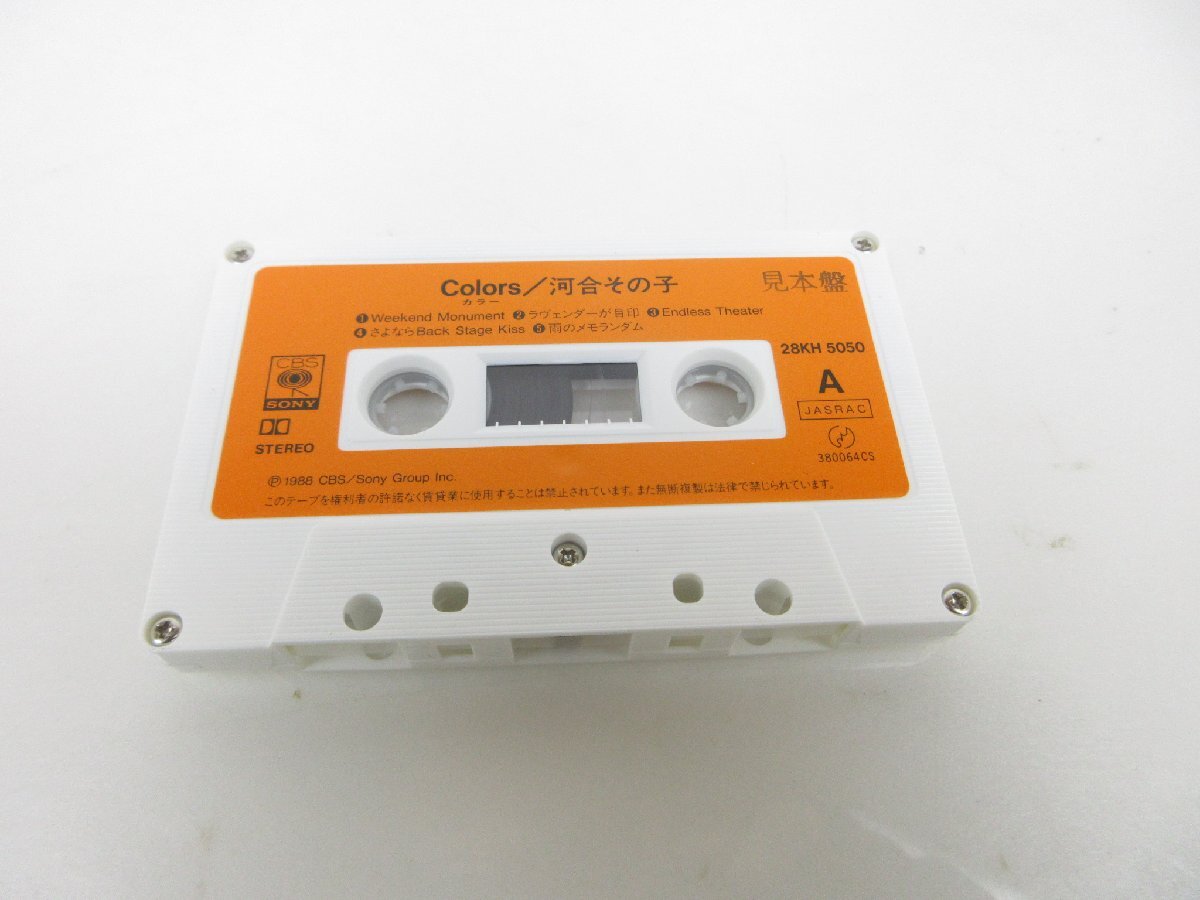 Colors／河合その子
カラー
見本盤
❶Weekend Monument ❷ラヴェンダーが目印 ❸Endless Theater
❹さよならBack Stage Kiss ❺雨のメモランダム
28KH 5050
A
JASRAC
380064CS
CBS
SONY
STEREO
Ⓟ1988 CBS/Sony Group Inc.
このテープを権利者の許諾なく賃貸業に使用することは禁止されています。また無断複製は法律で禁じられています。